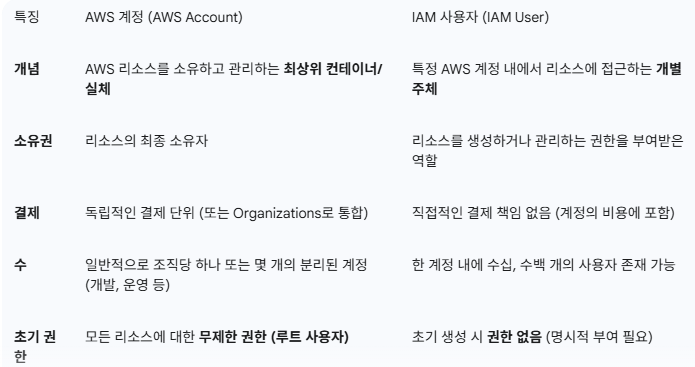 특징 AWS 계정 (AWS Account) IAM 사용자 (IAM User)
개념 AWS 리소스를 소유하고 관리하는 최상위 컨테이너/ 특정 AWS 계정 내에서 리소스에 접근하는 개별
실체 주체
소유권 리소스의 최종 소유자 리소스를 생성하거나 관리하는 권한을 부여받은
역할
결제 독립적인 결제 단위 (또는 Organizations로 통합) 직접적인 결제 책임 없음 (계정의 비용에 포함)
수 일반적으로 조직당 하나 또는 몇 개의 분리된 계정 한 계정 내에 수십, 수백 개의 사용자 존재 가능
(개발, 운영 등)
초기 권 모든 리소스에 대한 무제한 권한 (루트 사용자) 초기 생성 시 권한 없음 (명시적 부여 필요)
한